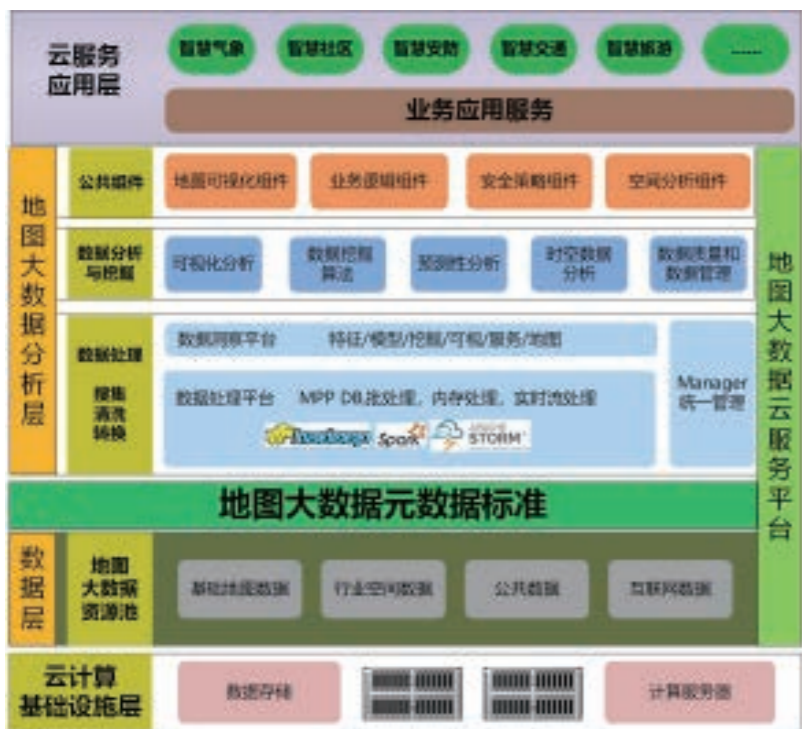 云服务
应用层
智慧气象 智慧社区 智慧安防 智慧交通 智慧旅游 ......
业务应用服务
地图大数据分析层
公共组件
地图可视化组件 业务逻辑组件 安全策略组件 空间分析组件
数据分析
与挖掘
可视化分析
数据挖掘
算法
预测性分析
时空数据
分析
数据质量和
数据管理
数据处理
搜集
清洗
转换
数据洞察平台 特征/模型/挖掘/可视/服务/地图
数据处理平台 MPP DB,批处理，内存处理，实时流处理
hadoop Spark STORM
Manager
统一管理
地图大数据云服务平台
地图大数据元数据标准
数据层
地图
大数据
资源池
基础地图数据 行业空间数据 公共数据 互联网数据
云计算
基础设施层
数据存储 计算服务器